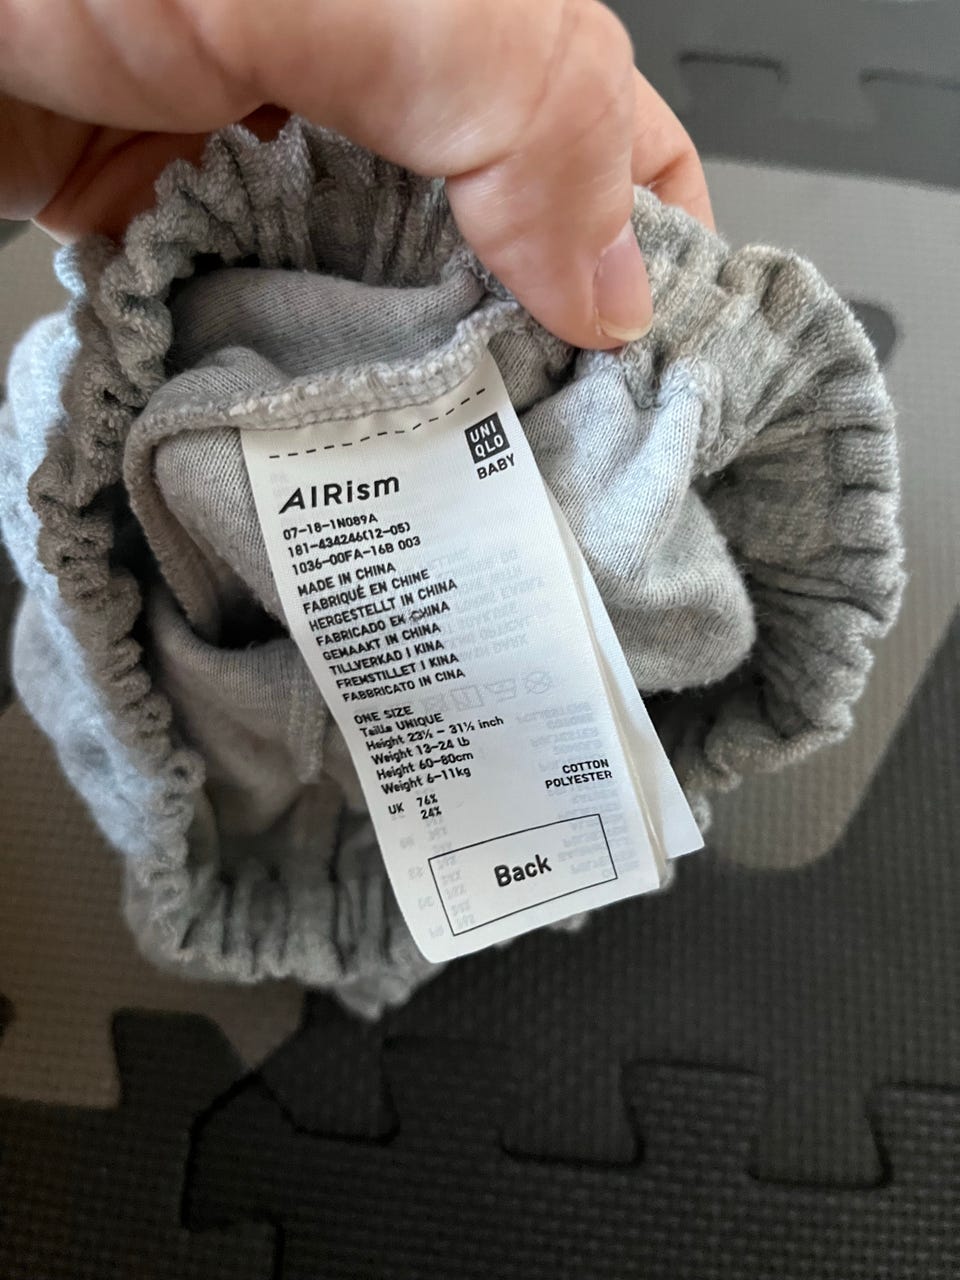 UNI
QLO
BABY
AIRism
07-18-1N089A
181-434246(12-05)
1036-00FA-16B 003
MADE IN CHINA
FABRIQUÉ EN CHINE
HERGESTELLT IN CHINA
FABRICADO EN CHINA
GEMAAKT IN CHINA
TILLVERKAD I KINA
FREMSTILLET I KINA
FABBRICATO IN CINA
ONE SIZE
Taille UNIQUE
Height 23½ - 31½ inch
Weight 13-24 lb
Height 60-80cm
Weight 6-11kg
UK 76% COTTON
24% POLYESTER
Back